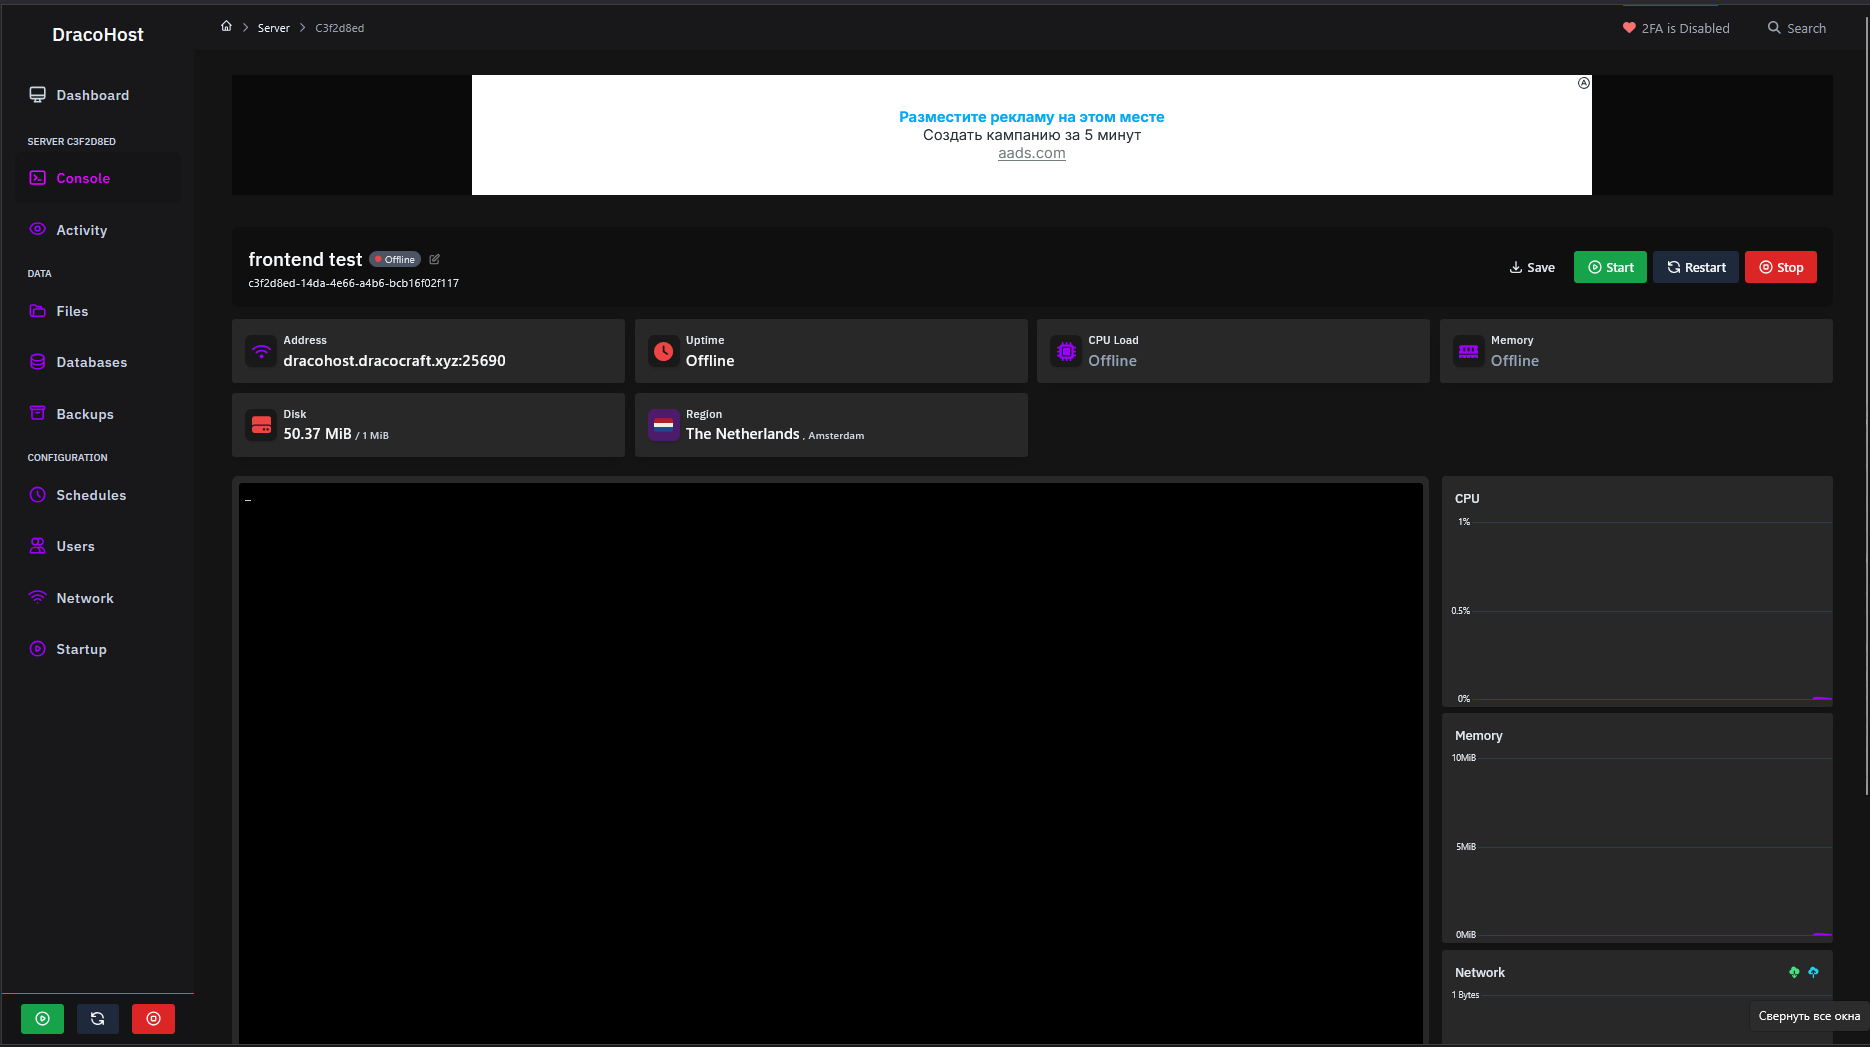 DracoHost
Server
C3f2d8ed
2FA is Disabled
Search
Dashboard
SERVER C3F2D8ED
Console
Activity
DATA
Files
Databases
Backups
CONFIGURATION
Schedules
Users
Network
Startup
Разместите рекламу на этом месте
Создать кампанию за 5 минут
aads.com
frontend test
Offline
c3f2d8ed-14da-4e66-a4b6-bcb16f02f117
Save
Start
Restart
Stop
Address
dracohost.dracocraft.xyz:25690
Uptime
Offline
CPU Load
Offline
Memory
Offline
Disk
50.37 MiB / 1 MiB
Region
The Netherlands , Amsterdam
CPU
1%
0.5%
0%
Memory
10MiB
5MiB
0MiB
Network
1 Bytes
Свернуть все окна